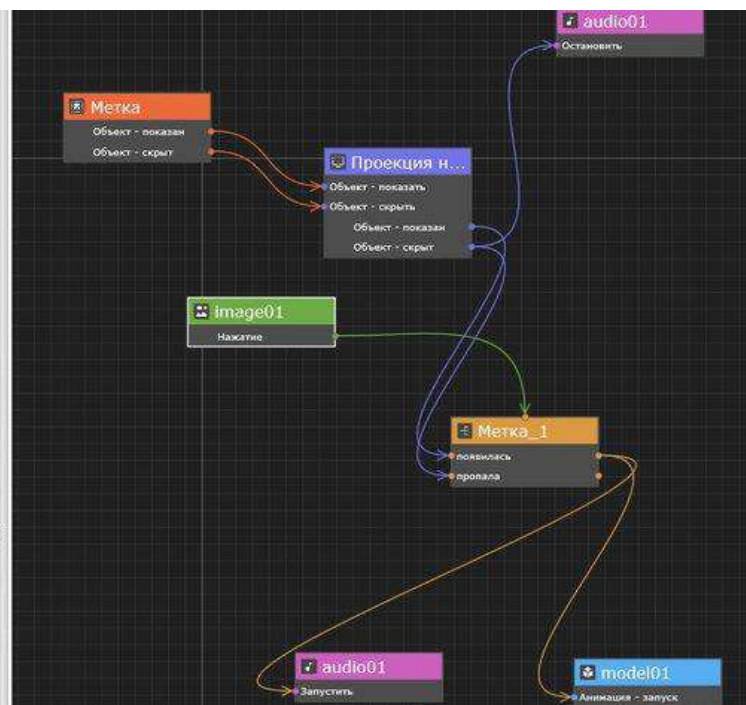 audio01
Остановить
Метка
Объект - показан
Объект - скрыт
Проекция н...
Объект - показать
Объект - скрыть
Объект - показан
Объект - скрыт
image01
Нажатие
Метка_1
появилась
пропала
audio01
Запустить
model01
Анимация - запуск